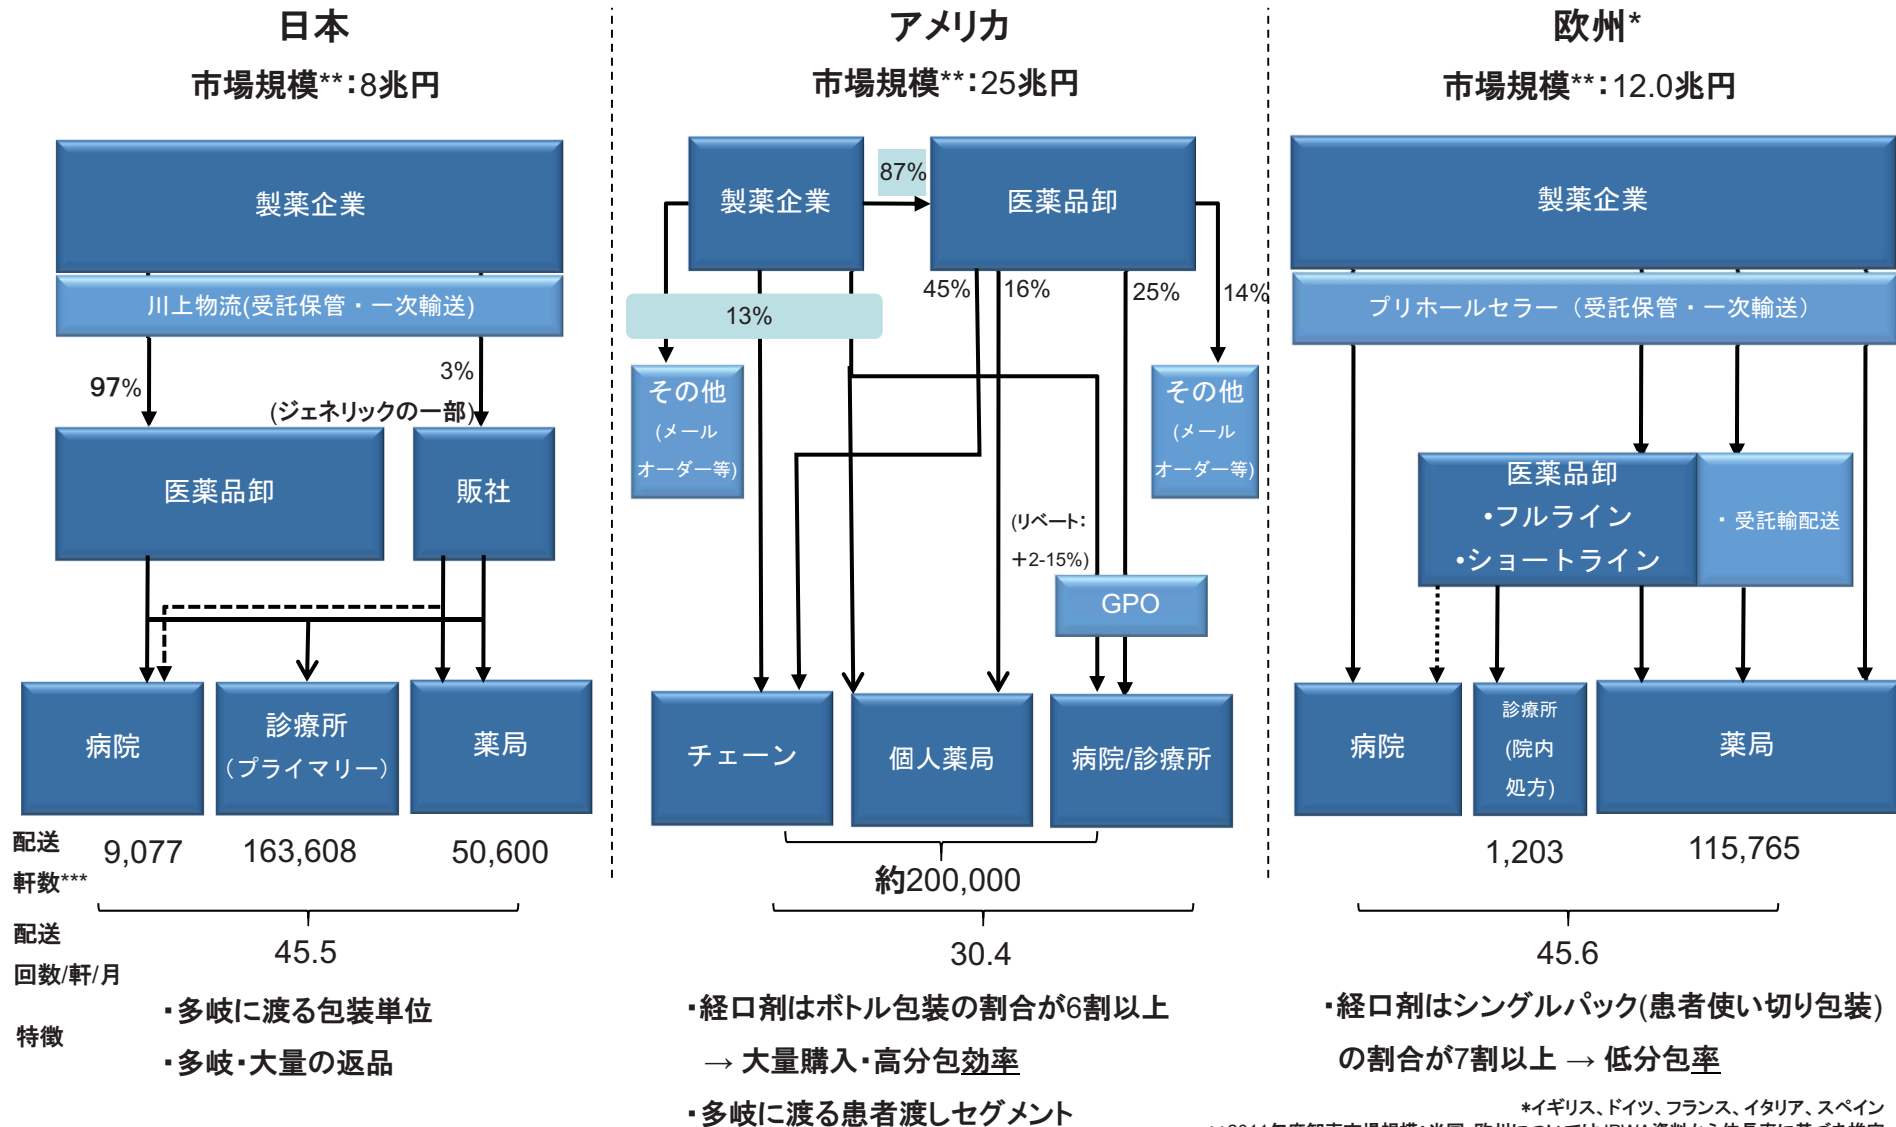 日本
市場規模**：8兆円
製薬企業
川上物流(受託保管・一次輸送)
97%
3%
(ジェネリックの一部)
医薬品卸
販社
病院
診療所
（プライマリー）
薬局
配送
軒数***
9,077
163,608
50,600
配送
回数/軒/月
45.5
特徴
・多岐に渡る包装単位
・多岐・大量の返品
アメリカ
市場規模**：25兆円
製薬企業
87%
医薬品卸
13%
45%
16%
25%
14%
その他
(メール
オーダー等)
その他
(メール
オーダー等)
(リベート：
＋2-15%)
GPO
チェーン
個人薬局
病院/診療所
約200,000
30.4
・経口剤はボトル包装の割合が6割以上
→ 大量購入・高分包効率
・多岐に渡る患者渡しセグメント
欧州*
市場規模**：12.0兆円
製薬企業
プリホールセラー（受託保管・一次輸送）
医薬品卸
・フルライン
・ショートライン
・受託輸配送
病院
診療所
(院内
処方)
薬局
1,203
115,765
45.6
・経口剤はシングルパック(患者使い切り包装)
の割合が7割以上 → 低分包率
*イギリス、ドイツ、フランス、イタリア、スペイン